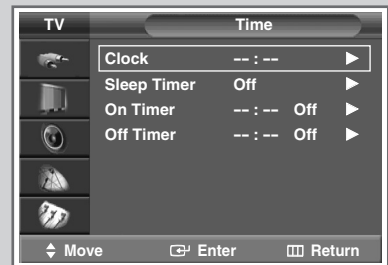 TV Time
Clock -- : --
Sleep Timer Off
On Timer -- : -- Off
Off Timer -- : -- Off
Move Enter Return